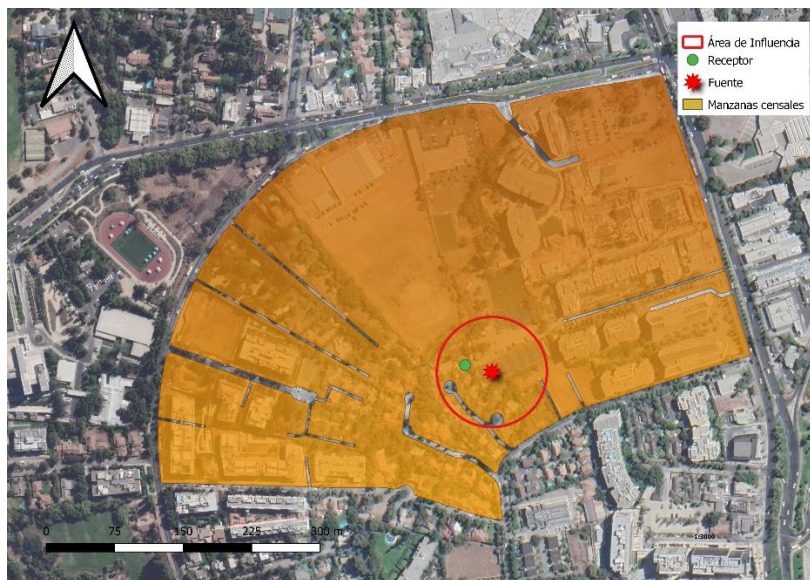 Área de Influencia
Receptor
Fuente
Manzanas censales
0 75 150 225 300 m
1:3000